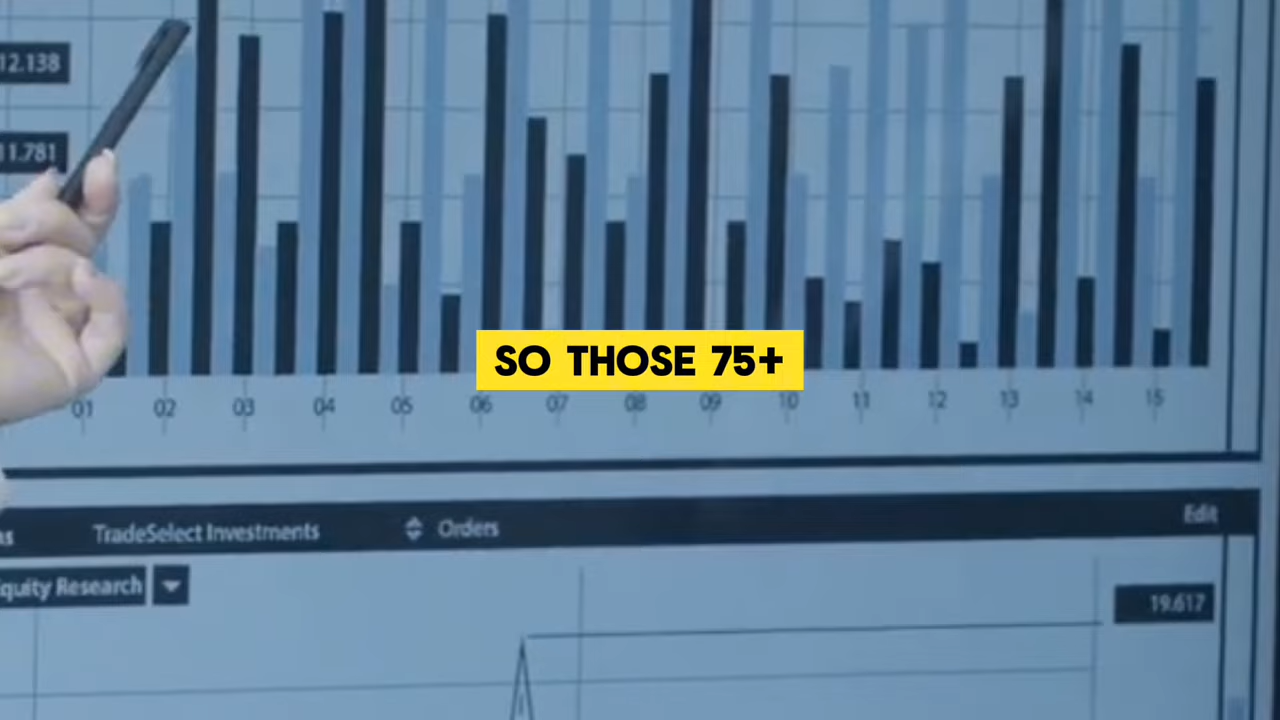 12.138
11.781
SO THOSE 75+
01 02 03 04 05 06 07 08 09 10 11 12 13 14 15
TradeSelect Investments Orders Edit
Equity Research
19.617